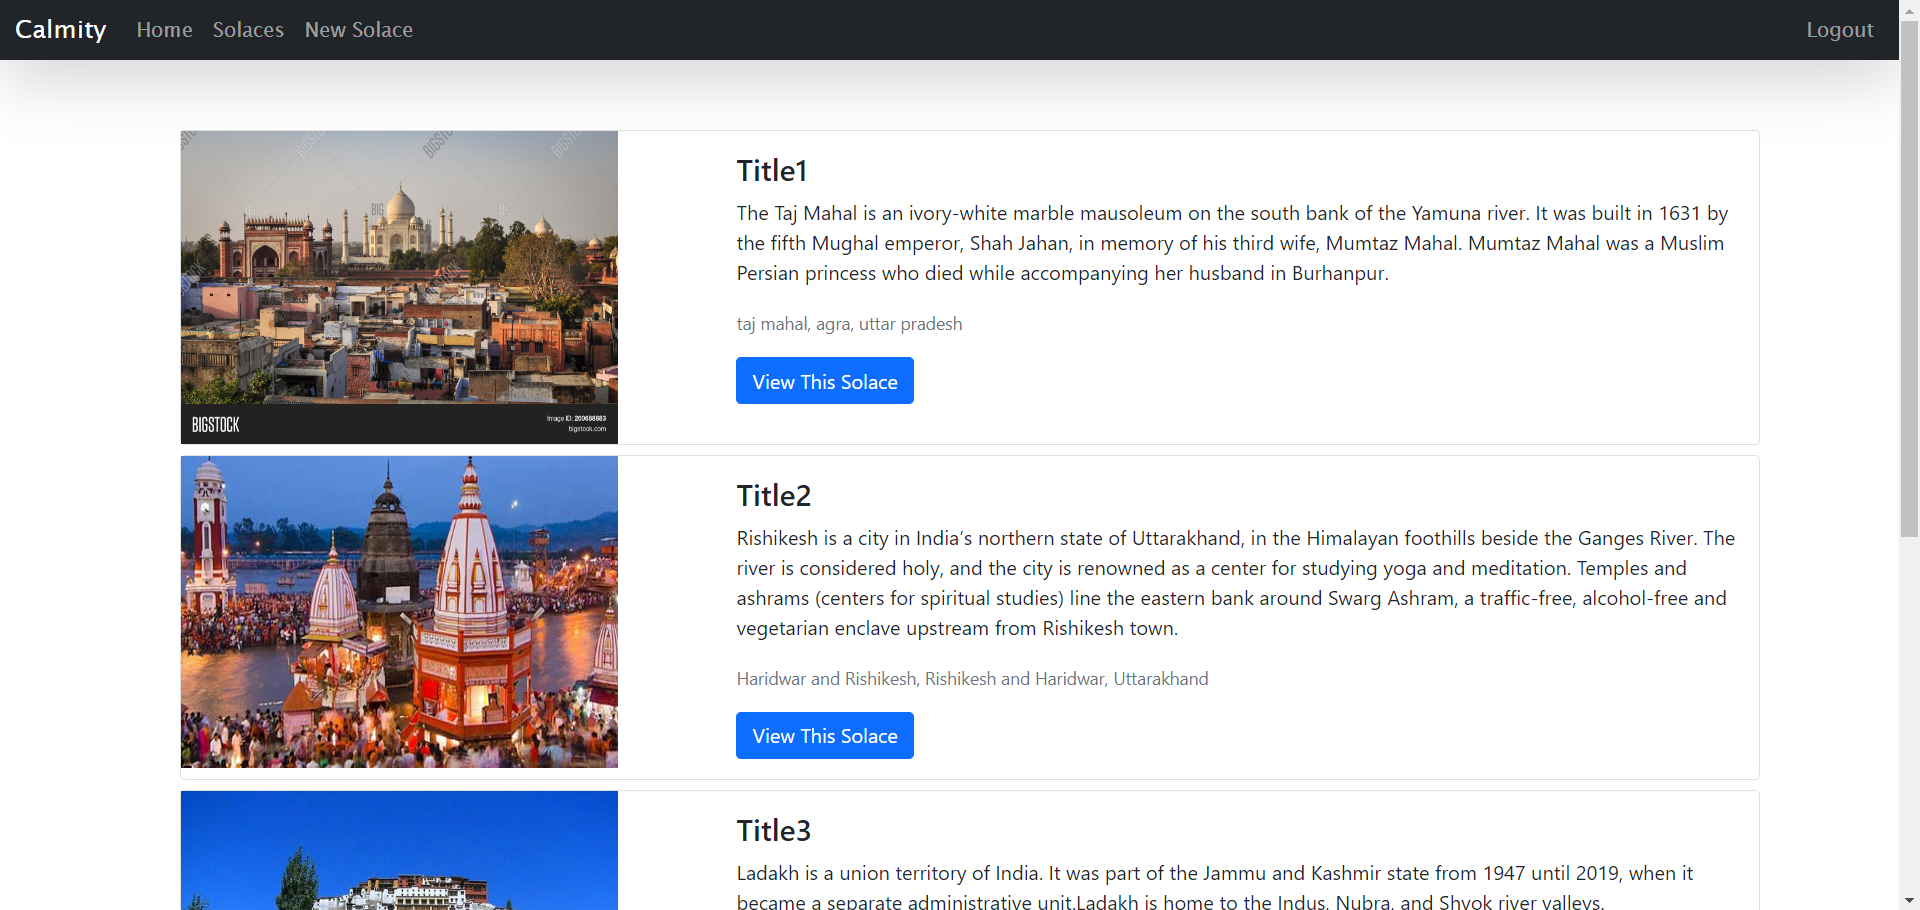 Calmity Home Solaces New Solace Logout
BIGSTOCK
Image ID: 200688883
bigstock.com
Title1
The Taj Mahal is an ivory-white marble mausoleum on the south bank of the Yamuna river. It was built in 1631 by
the fifth Mughal emperor, Shah Jahan, in memory of his third wife, Mumtaz Mahal. Mumtaz Mahal was a Muslim
Persian princess who died while accompanying her husband in Burhanpur.
taj mahal, agra, uttar pradesh
View This Solace
Title2
Rishikesh is a city in India’s northern state of Uttarakhand, in the Himalayan foothills beside the Ganges River. The
river is considered holy, and the city is renowned as a center for studying yoga and meditation. Temples and
ashrams (centers for spiritual studies) line the eastern bank around Swarg Ashram, a traffic-free, alcohol-free and
vegetarian enclave upstream from Rishikesh town.
Haridwar and Rishikesh, Rishikesh and Haridwar, Uttarakhand
View This Solace
Title3
Ladakh is a union territory of India. It was part of the Jammu and Kashmir state from 1947 until 2019, when it
became a separate administrative unit.Ladakh is home to the Indus, Nubra, and Shyok river valleys.